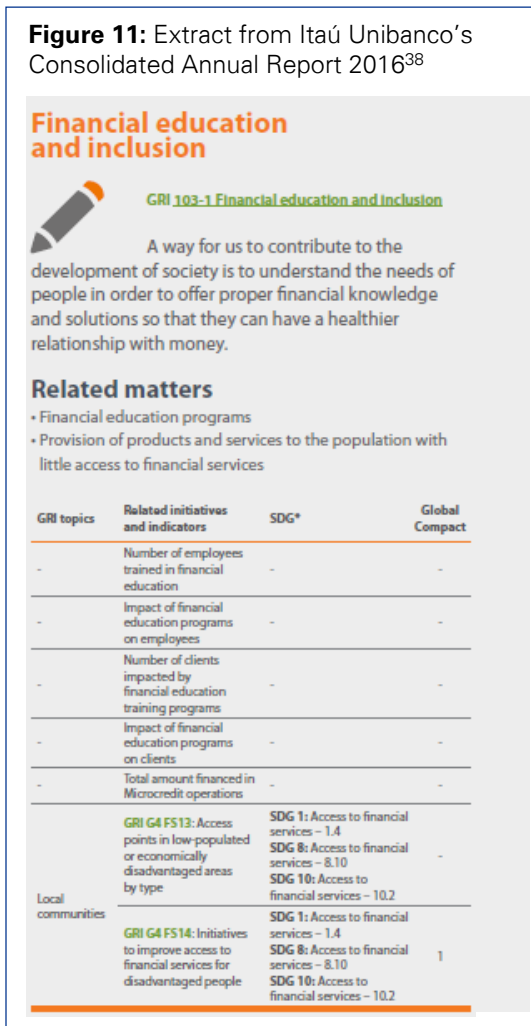 Figure 11: Extract from Itaú Unibanco's
Consolidated Annual Report 2016³⁸
Financial education
and inclusion
GRI 103-1 Financial education and inclusion
A way for us to contribute to the
development of society is to understand the needs of
people in order to offer proper financial knowledge
and solutions so that they can have a healthier
relationship with money.
Related matters
• Financial education programs
• Provision of products and services to the population with
little access to financial services
GRI topics
Related initiatives
and indicators
SDG*
Global
Compact
-
Number of employees
trained in financial
education
-
-
-
Impact of financial
education programs
on employees
-
-
-
Number of clients
impacted by
financial education
training programs
-
-
-
Impact of financial
education programs
on clients
-
-
-
Total amount financed in
Microcredit operations
-
-
Local
communities
GRI G4 FS13: Access
points in low-populated
or economically
disadvantaged areas
by type
SDG 1: Access to financial
services – 1.4
SDG 8: Access to financial
services – 8.10
SDG 10: Access to
financial services – 10.2
-
GRI G4 FS14: Initiatives
to improve access to
financial services for
disadvantaged people
SDG 1: Access to financial
services – 1.4
SDG 8: Access to financial
services – 8.10
SDG 10: Access to
financial services – 10.2
1